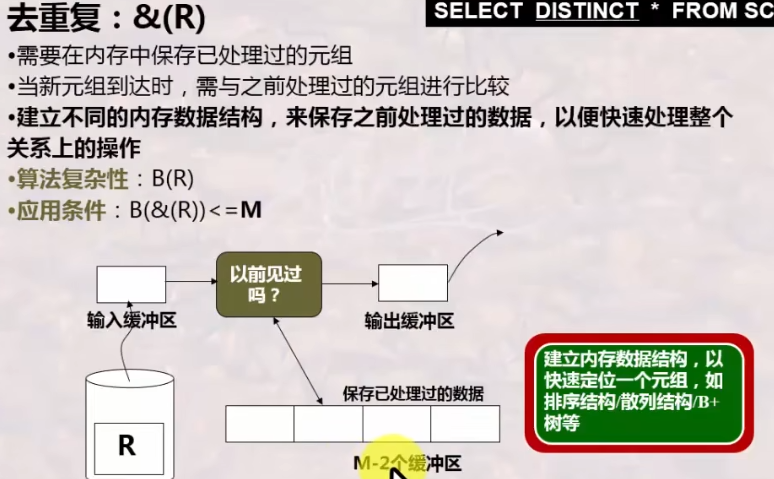 去重复：&(R)
SELECT DISTINCT * FROM SC
•需要在内存中保存已处理过的元组
•当新元组到达时，需与之前处理过的元组进行比较
•建立不同的内存数据结构，来保存之前处理过的数据，以便快速处理整个
关系上的操作
•算法复杂性：B(R)
•应用条件：B(&(R))<=M
以前见过
吗？
输入缓冲区
输出缓冲区
保存已处理过的数据
R
M-2个缓冲区
建立内存数据结构，以
快速定位一个元组，如
排序结构/散列结构/B+
树等